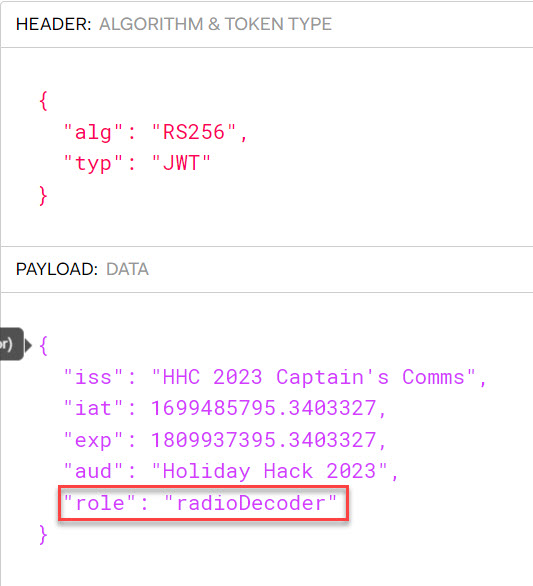 HEADER: ALGORITHM & TOKEN TYPE
{
"alg": "RS256",
"typ": "JWT"
}
PAYLOAD: DATA
or)
{
"iss": "HHC 2023 Captain's Comms",
"iat": 1699485795.3403327,
"exp": 1809937395.3403327,
"aud": "Holiday Hack 2023",
"role": "radioDecoder"
}